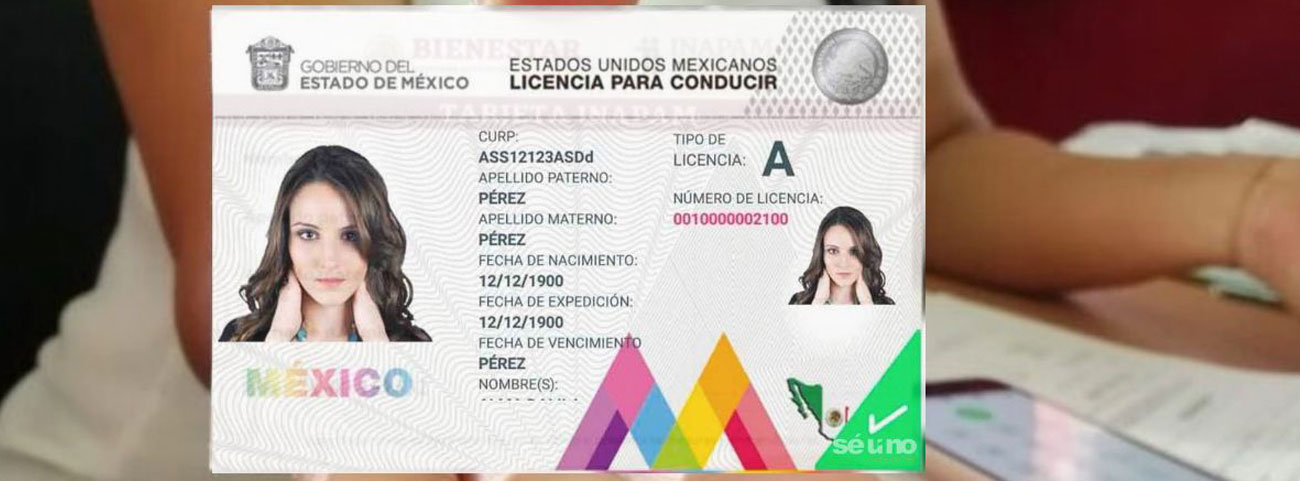 BIENESTAR
# INAPAM
GOBIERNO DEL
ESTADO DE MÉXICO
ESTADOS UNIDOS MEXICANOS
LICENCIA PARA CONDUCIR
TARJETA INAPAM
CURP:
ASS12123ASDd
APELLIDO PATERNO:
PÉREZ
APELLIDO MATERNO:
PÉREZ
FECHA DE NACIMIENTO:
12/12/1900
FECHA DE EXPEDICIÓN:
12/12/1900
FECHA DE VENCIMIENTO
PÉREZ
NOMBRE(S):
TIPO DE
LICENCIA: A
NÚMERO DE LICENCIA:
0010000002100
MÉXICO
sé uno